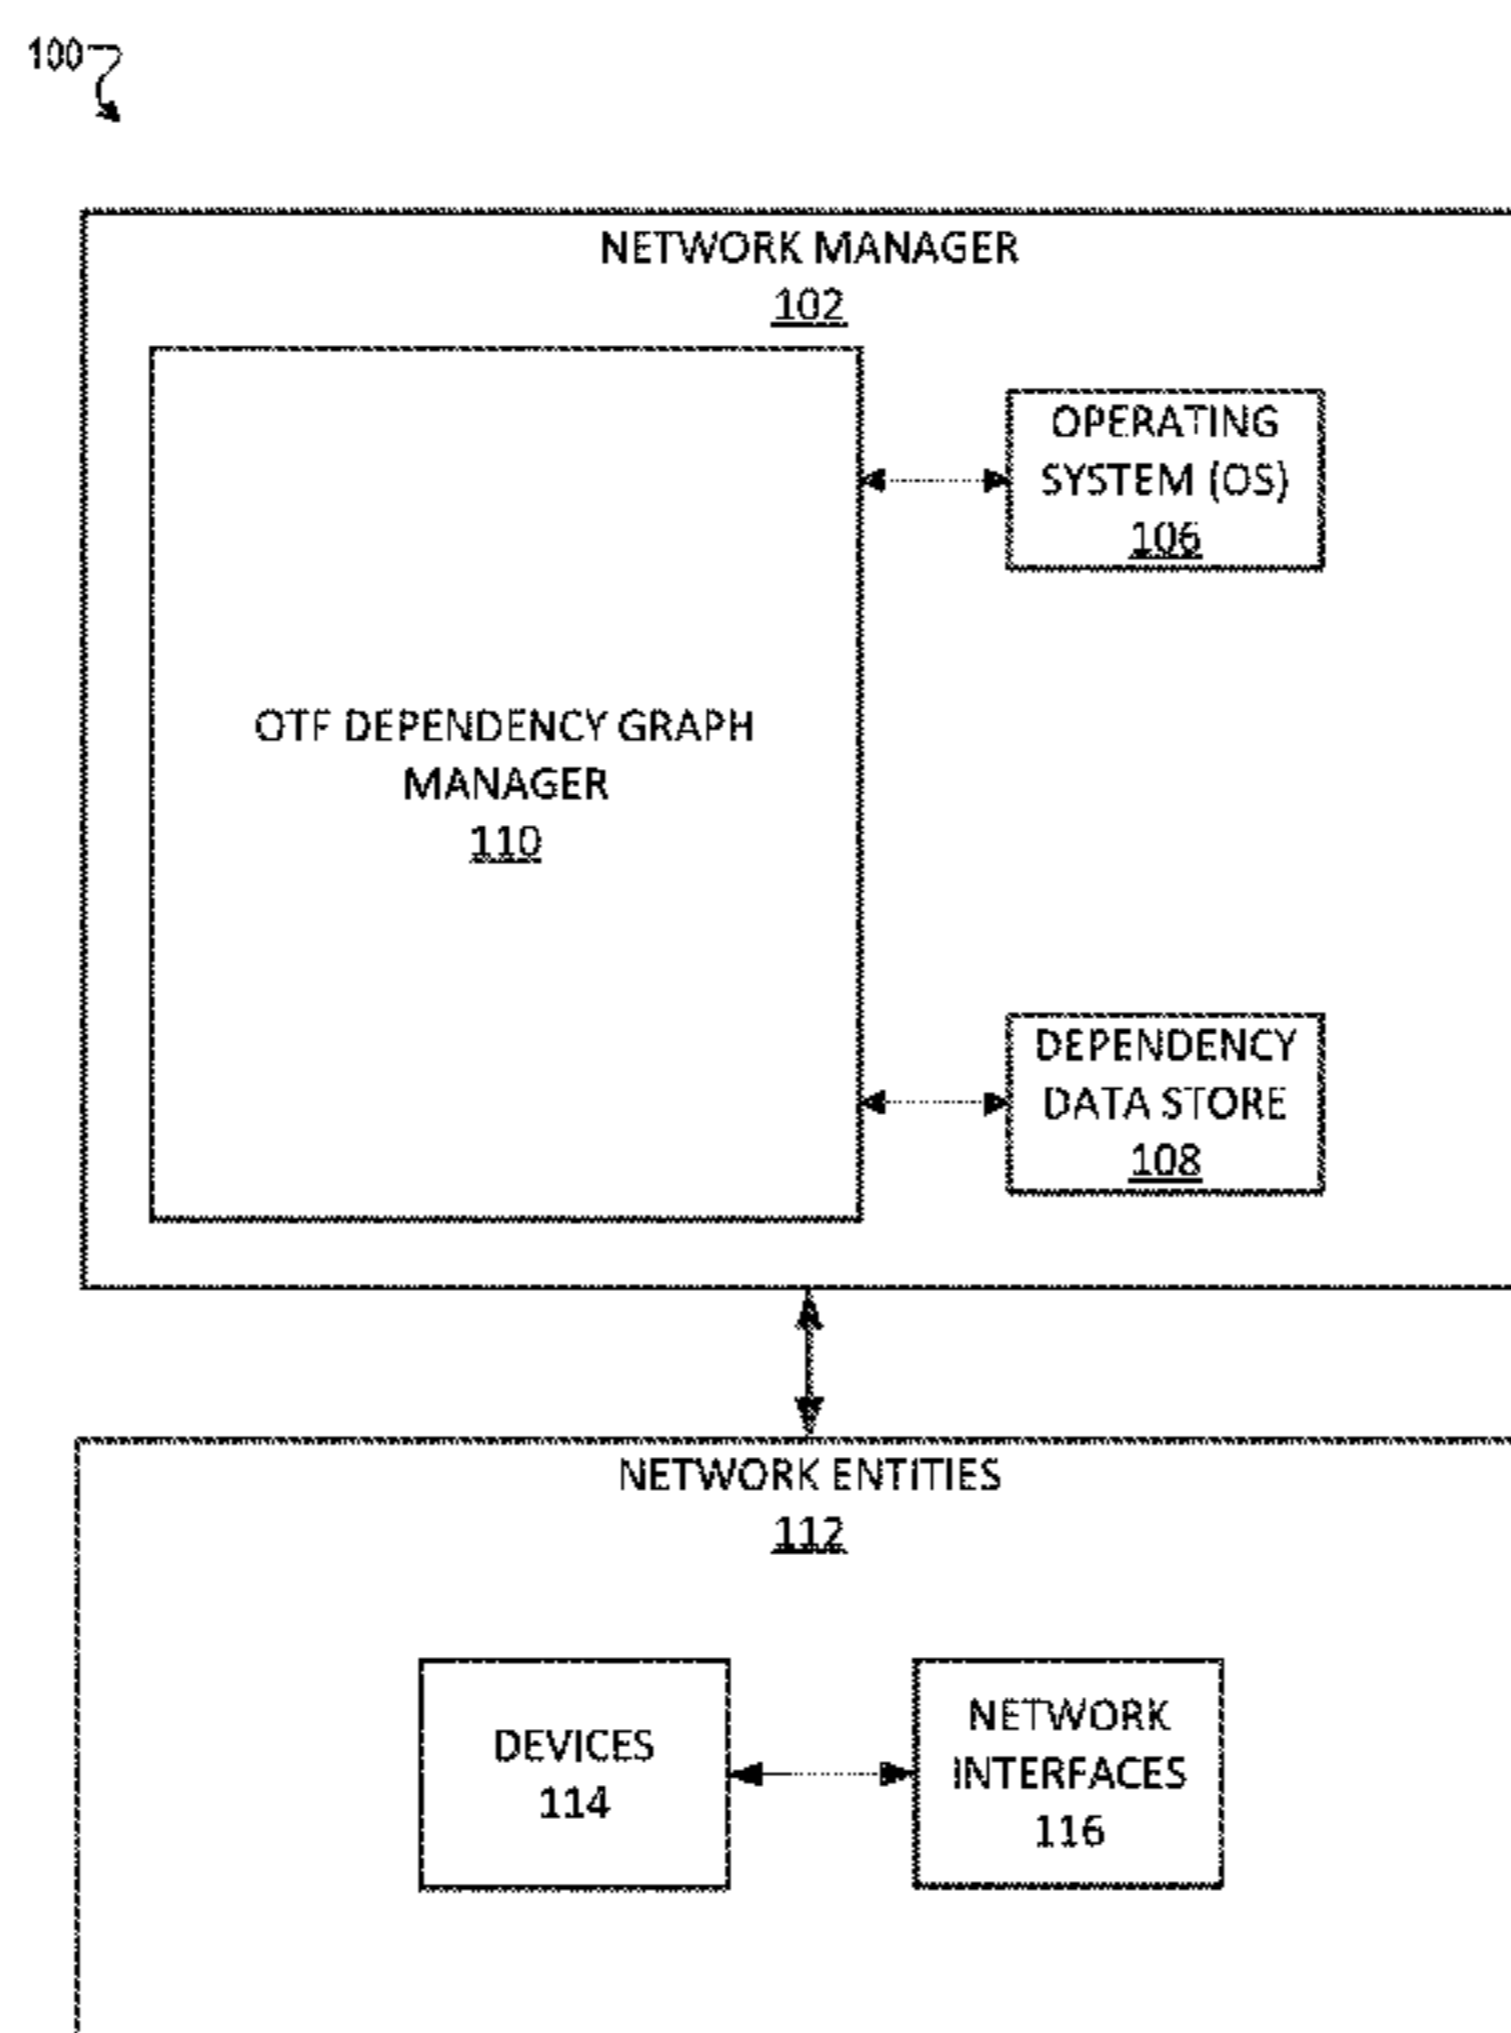 100
NETWORK MANAGER
102
OPERATING
SYSTEM (OS)
106
OTF DEPENDENCY GRAPH
MANAGER
110
DEPENDENCY
DATA STORE
108
NETWORK ENTITIES
112
DEVICES
114
NETWORK
INTERFACES
116